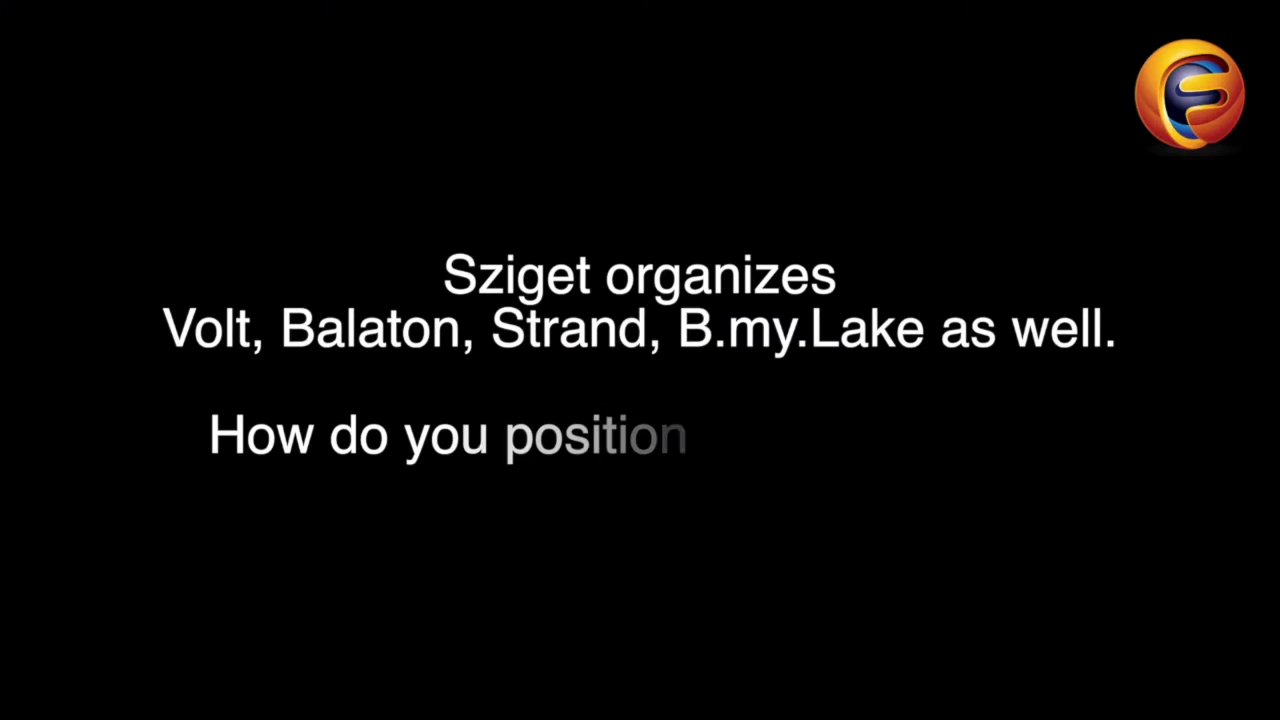 Sziget organizes
Volt, Balaton, Strand, B.my.Lake as well.
How do you position